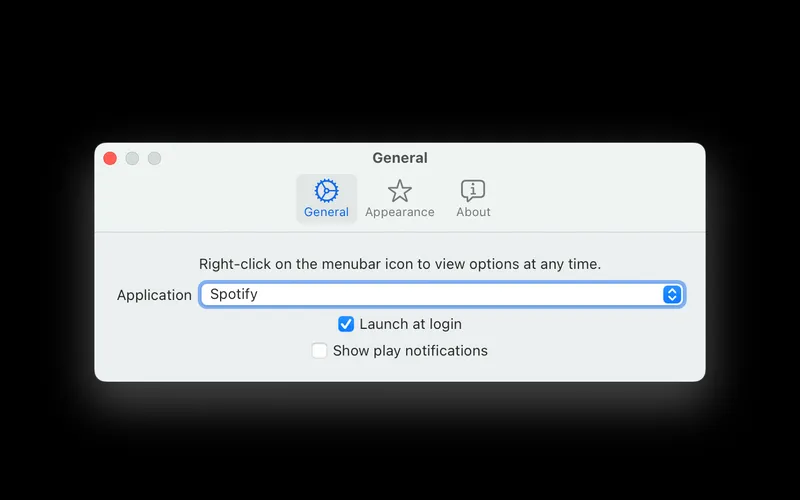 General
General Appearance About
Right-click on the menubar icon to view options at any time.
Application Spotify
Launch at login
Show play notifications